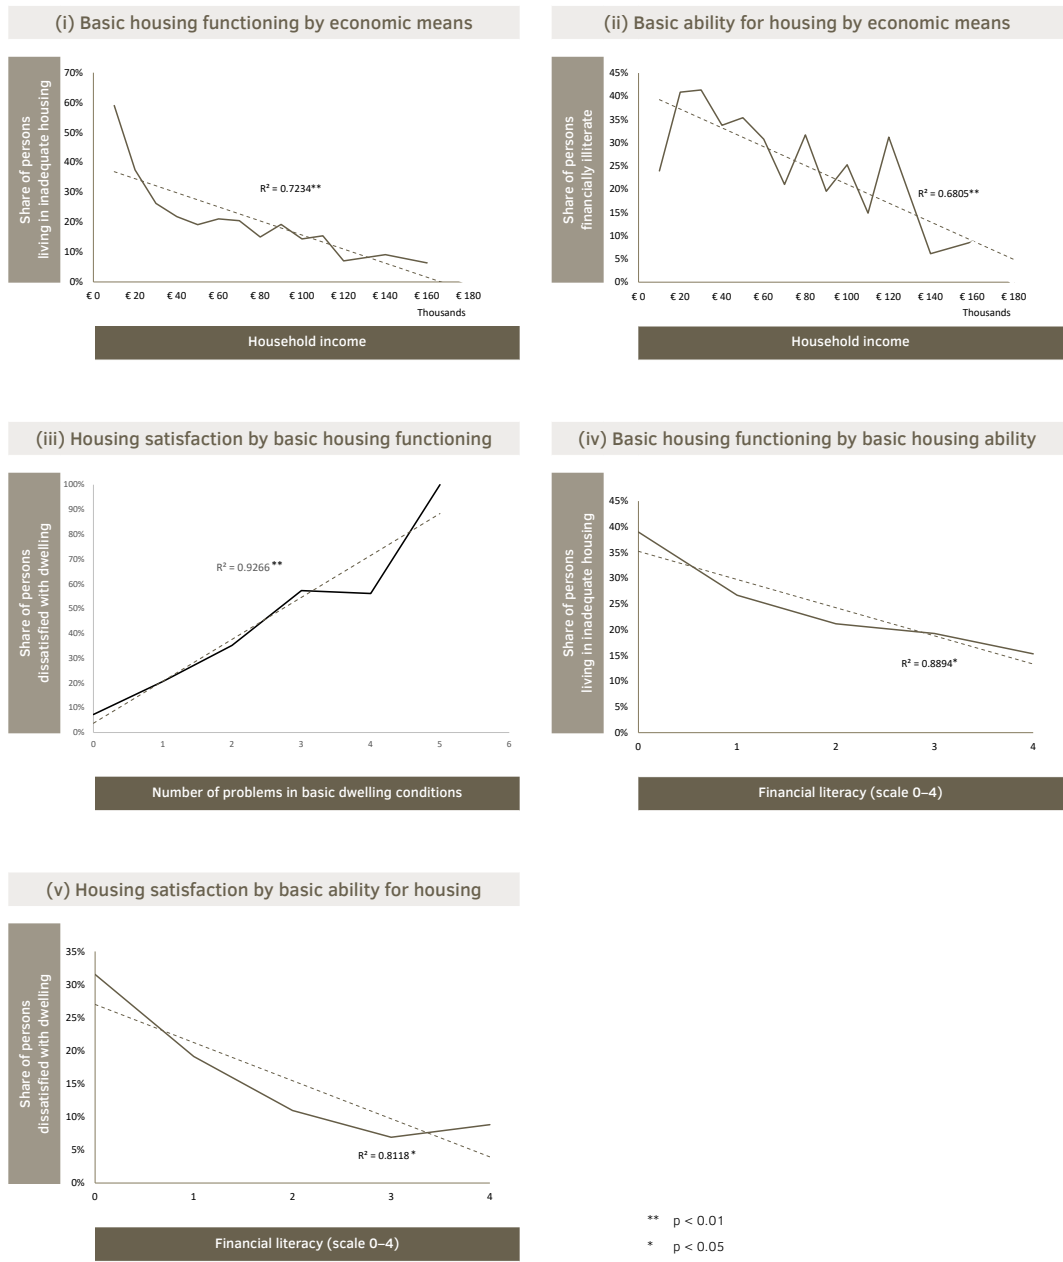 (i) Basic housing functioning by economic means
Share of persons
living in inadequate housing
70%
60%
50%
40%
30%
20%
10%
0%
R² = 0.7234**
€ 0 € 20 € 40 € 60 € 80 € 100 € 120 € 140 € 160 € 180
Thousands
Household income
(ii) Basic ability for housing by economic means
Share of persons
financially illiterate
45%
40%
35%
30%
25%
20%
15%
10%
5%
0%
R² = 0.6805**
€ 0 € 20 € 40 € 60 € 80 € 100 € 120 € 140 € 160 € 180
Thousands
Household income
(iii) Housing satisfaction by basic housing functioning
Share of persons
dissatisfied with dwelling
100%
90%
80%
70%
60%
50%
40%
30%
20%
10%
0%
R² = 0.9266**
0 1 2 3 4 5 6
Number of problems in basic dwelling conditions
(iv) Basic housing functioning by basic housing ability
Share of persons
living in inadequate housing
45%
40%
35%
30%
25%
20%
15%
10%
5%
0%
R² = 0.8894*
0 1 2 3 4
Financial literacy (scale 0–4)
(v) Housing satisfaction by basic ability for housing
Share of persons
dissatisfied with dwelling
35%
30%
25%
20%
15%
10%
5%
0%
R² = 0.8118*
0 1 2 3 4
Financial literacy (scale 0–4)
** p < 0.01
* p < 0.05